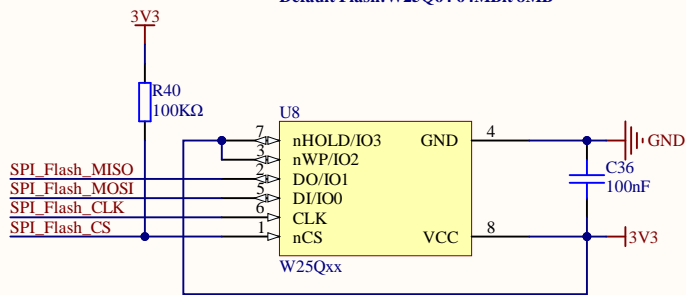 3V3
R40
100KΩ
U8
7 nHOLD/IO3 GND 4 GND
3 nWP/IO2
SPI_Flash_MISO 2 DO/IO1 C36
SPI_Flash_MOSI 5 DI/IO0 100nF
SPI_Flash_CLK 6 CLK
SPI_Flash_CS 1 nCS VCC 8 3V3
W25Qxx